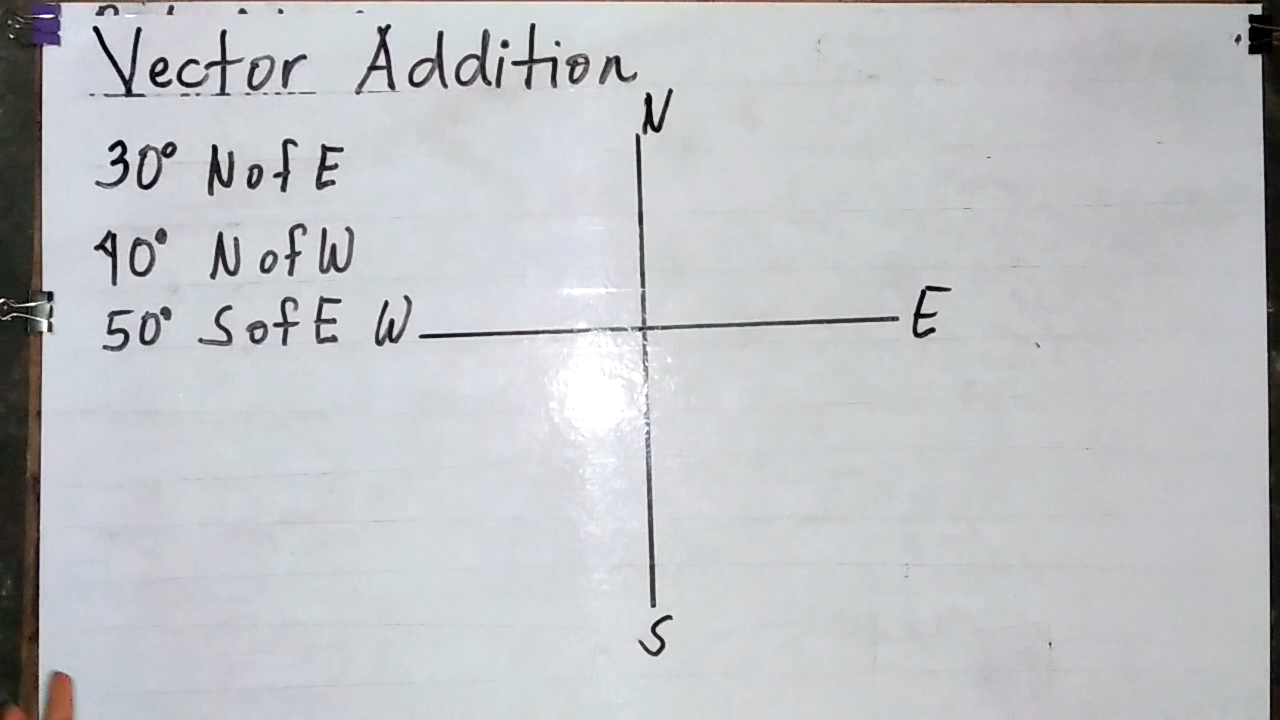 Vector Addition
N
30° N of E
40° N of W
50° S of E
W
E
S